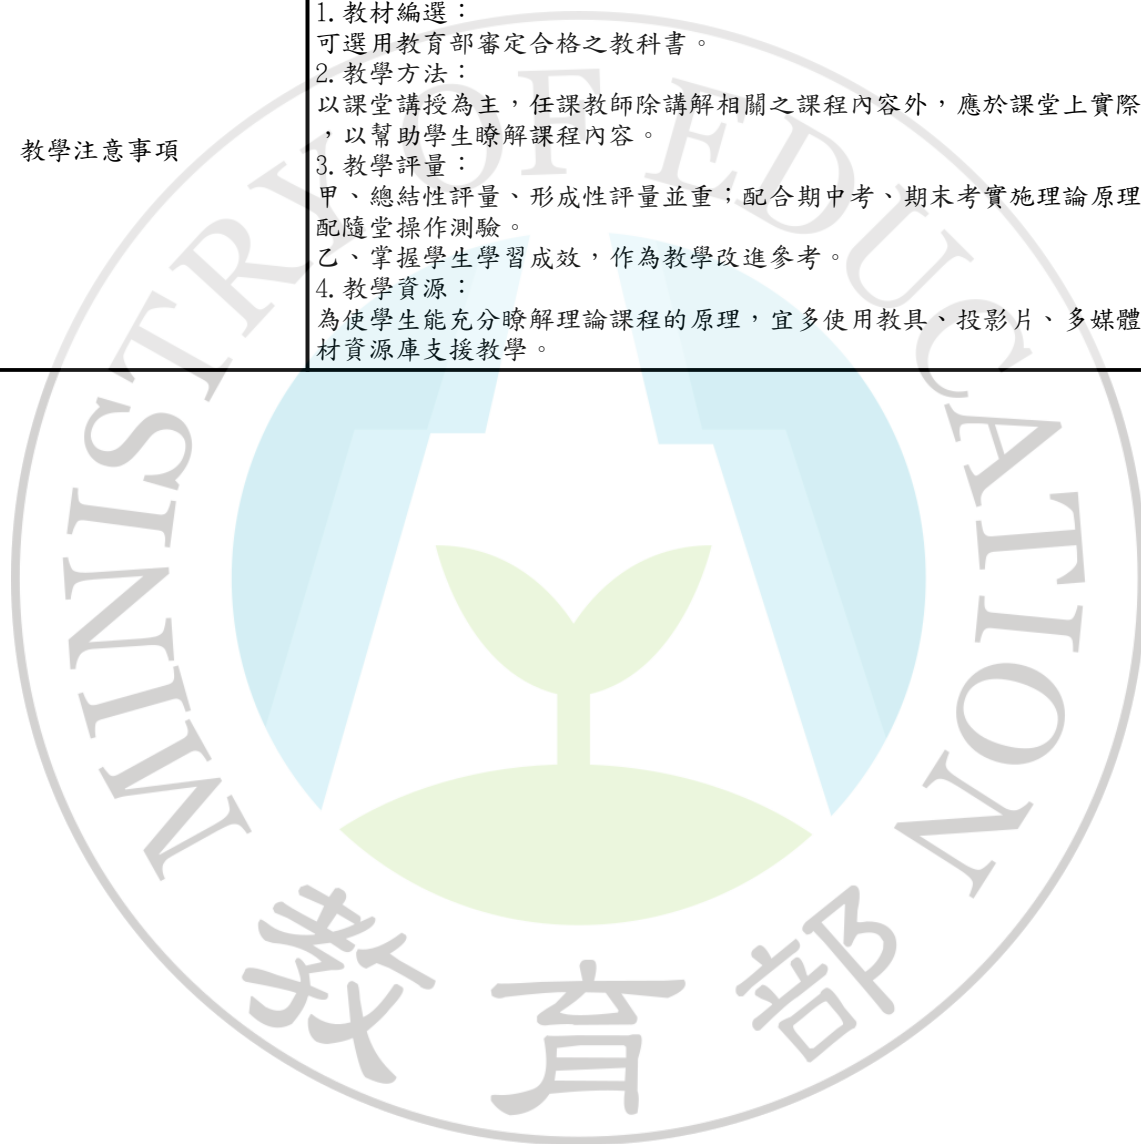 1.教材編選：
可選用教育部審定合格之教科書。
2.教學方法：
以課堂講授為主，任課教師除講解相關之課程內容外，應於課堂上實際
，以幫助學生瞭解課程內容。
教學注意事項
3.教學評量：
甲、總結性評量、形成性評量並重；配合期中考、期末考實施理論原理
配隨堂操作測驗。
乙、掌握學生學習成效，作為教學改進參考。
4.教學資源：
為使學生能充分瞭解理論課程的原理，宜多使用教具、投影片、多媒體
材資源庫支援教學。
MINISTRY OF EDUCATION
教育部